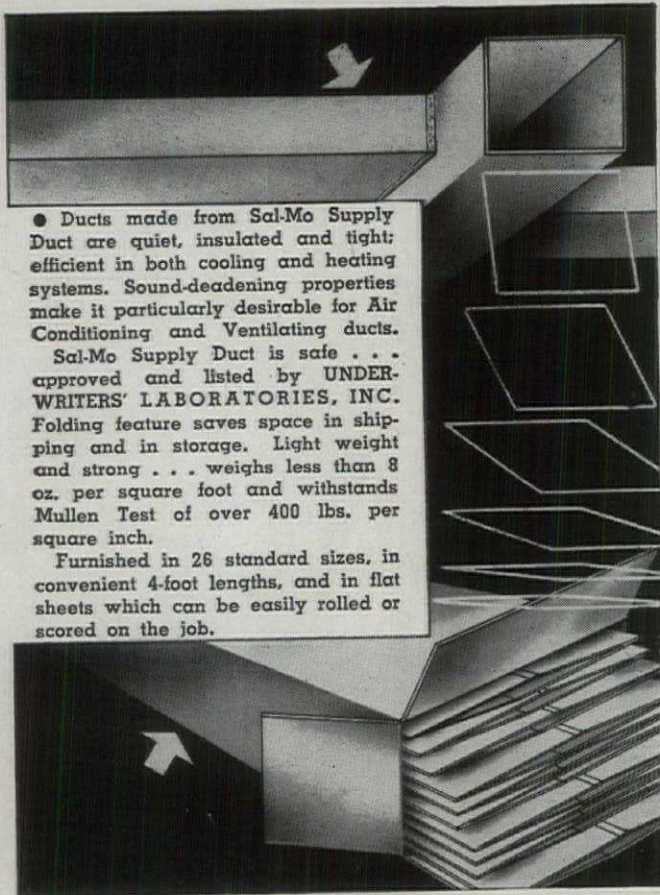 ● Ducts made from Sal-Mo Supply
Duct are quiet, insulated and tight;
efficient in both cooling and heating
systems. Sound-deadening properties
make it particularly desirable for Air
Conditioning and Ventilating ducts.
Sal-Mo Supply Duct is safe . . .
approved and listed by UNDER-
WRITERS' LABORATORIES, INC.
Folding feature saves space in ship-
ping and in storage. Light weight
and strong . . . weighs less than 8
oz. per square foot and withstands
Mullen Test of over 400 lbs. per
square inch.
Furnished in 26 standard sizes, in
convenient 4-foot lengths, and in flat
sheets which can be easily rolled or
scored on the job.